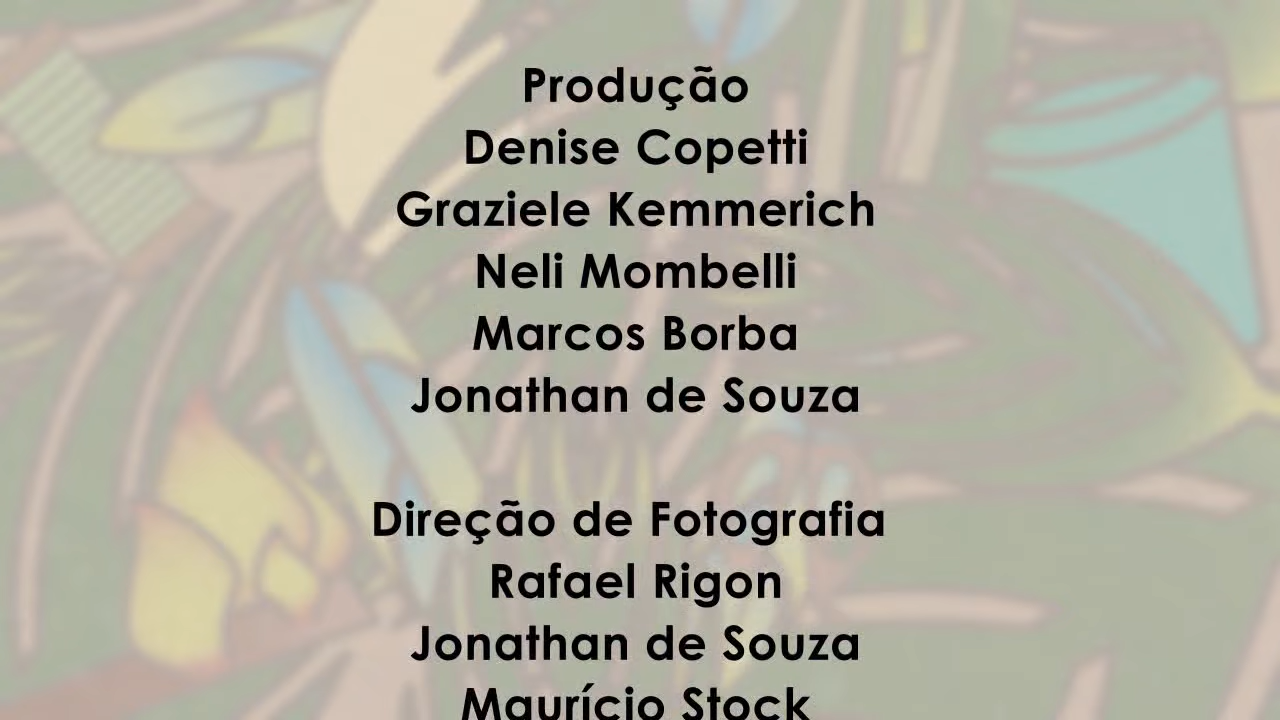 Produção
Denise Copetti
Graziele Kemmerich
Neli Mombelli
Marcos Borba
Jonathan de Souza
Direção de Fotografia
Rafael Rigon
Jonathan de Souza
Maurício Stock